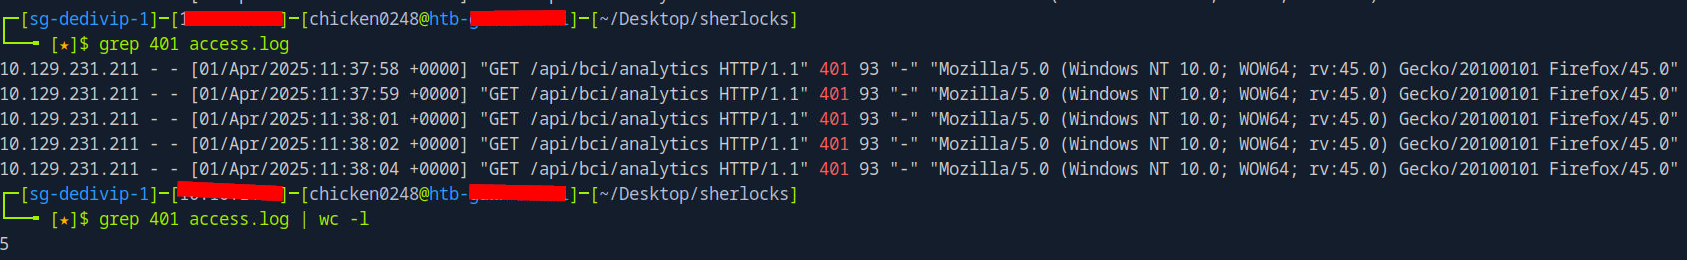 [sg-dedivip-1]─[1]─[chicken0248@htb-]─[~/Desktop/sherlocks]
[★]$ grep 401 access.log
10.129.231.211 - - [01/Apr/2025:11:37:58 +0000] "GET /api/bci/analytics HTTP/1.1" 401 93 "-" "Mozilla/5.0 (Windows NT 10.0; WOW64; rv:45.0) Gecko/20100101 Firefox/45.0"
10.129.231.211 - - [01/Apr/2025:11:37:59 +0000] "GET /api/bci/analytics HTTP/1.1" 401 93 "-" "Mozilla/5.0 (Windows NT 10.0; WOW64; rv:45.0) Gecko/20100101 Firefox/45.0"
10.129.231.211 - - [01/Apr/2025:11:38:01 +0000] "GET /api/bci/analytics HTTP/1.1" 401 93 "-" "Mozilla/5.0 (Windows NT 10.0; WOW64; rv:45.0) Gecko/20100101 Firefox/45.0"
10.129.231.211 - - [01/Apr/2025:11:38:02 +0000] "GET /api/bci/analytics HTTP/1.1" 401 93 "-" "Mozilla/5.0 (Windows NT 10.0; WOW64; rv:45.0) Gecko/20100101 Firefox/45.0"
10.129.231.211 - - [01/Apr/2025:11:38:04 +0000] "GET /api/bci/analytics HTTP/1.1" 401 93 "-" "Mozilla/5.0 (Windows NT 10.0; WOW64; rv:45.0) Gecko/20100101 Firefox/45.0"
[sg-dedivip-1]─[]─[chicken0248@htb-]─[~/Desktop/sherlocks]
[★]$ grep 401 access.log | wc -l
5